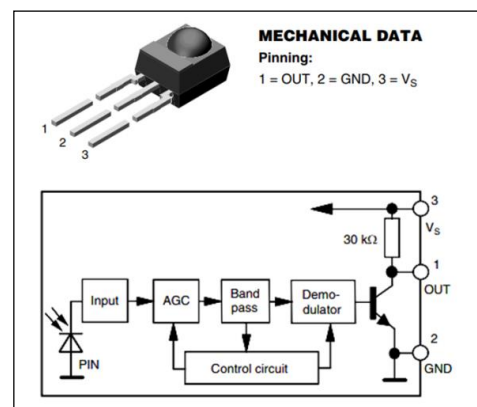 MECHANICAL DATA
Pinning:
1 = OUT, 2 = GND, 3 = VS
1
2
3
3
VS
30 kΩ
1
OUT
Input
AGC
Band
pass
Demo-
dulator
2
GND
PIN
Control circuit